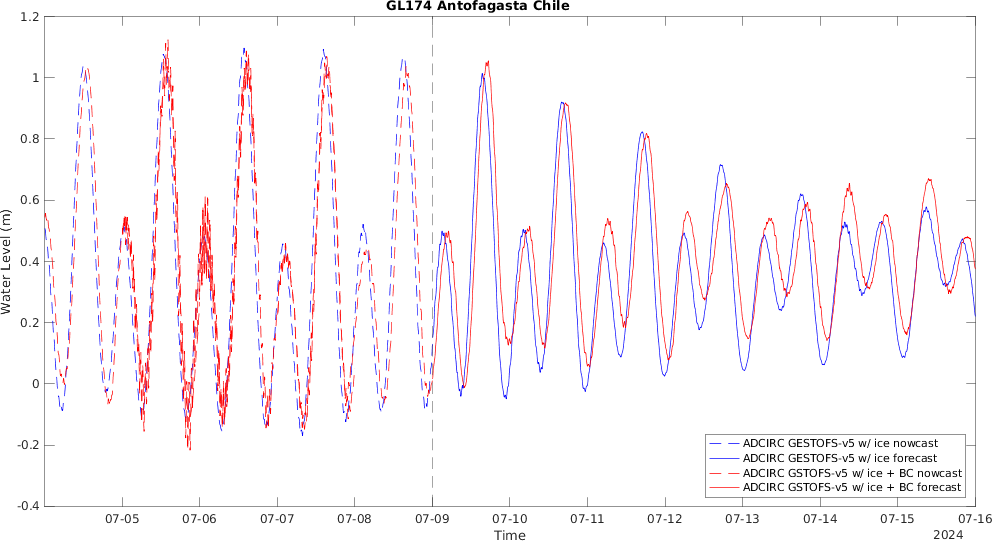 GL174 Antofagasta Chile
1.2
1
0.8
0.6
0.4
0.2
0
-0.2
-0.4
Water Level (m)
07-05 07-06 07-07 07-08 07-09 07-10 07-11 07-12 07-13 07-14 07-15 07-16
Time
2024
ADCIRC GESTOFS-v5 w/ ice nowcast
ADCIRC GESTOFS-v5 w/ ice forecast
ADCIRC GSTOFS-v5 w/ ice + BC nowcast
ADCIRC GSTOFS-v5 w/ ice + BC forecast